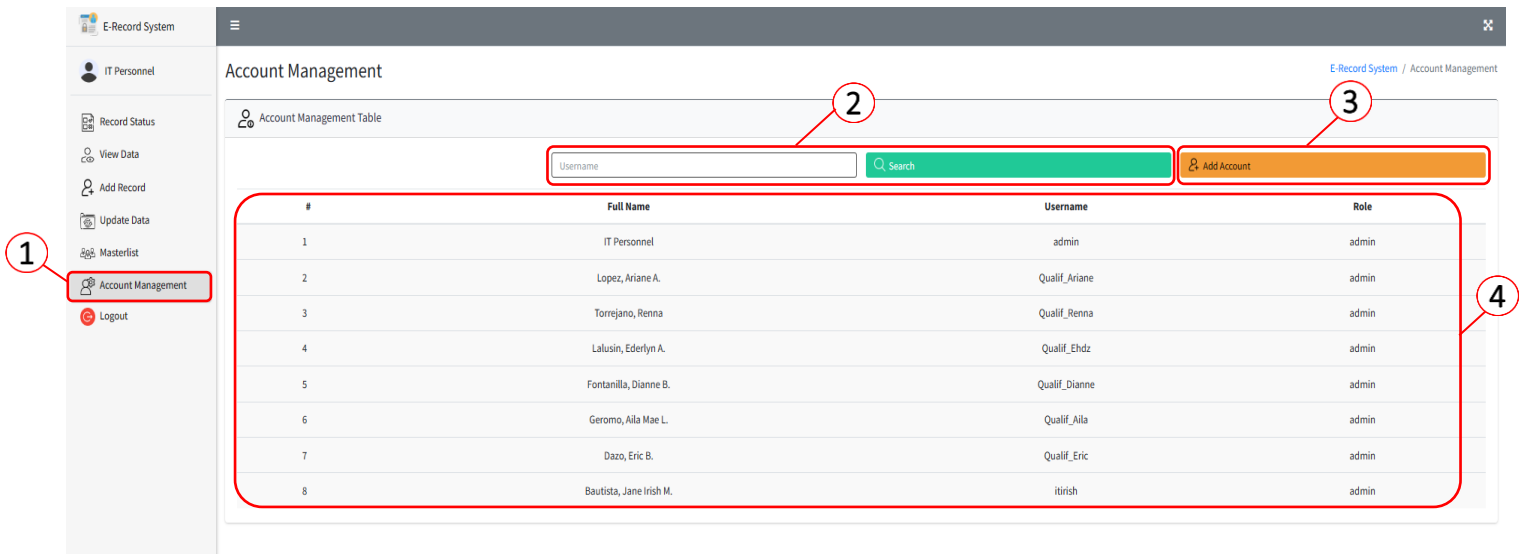 E-Record System
IT Personnel
Account Management
E-Record System / Account Management
2
3
Record Status
Account Management Table
View Data
Username
Search
Add Account
Add Record
# Full Name Username Role
Update Data
1 IT Personnel admin admin
1
Masterlist
2 Lopez, Ariane A. Qualif_Ariane admin
Account Management
4
3 Torrejano, Renna Qualif_Renna admin
Logout
4 Lalusin, Ederlyn A. Qualif_Ehdz admin
5 Fontanilla, Dianne B. Qualif_Dianne admin
6 Geromo, Aila Mae L. Qualif_Aila admin
7 Dazo, Eric B. Qualif_Eric admin
8 Bautista, Jane Irish M. itirish admin